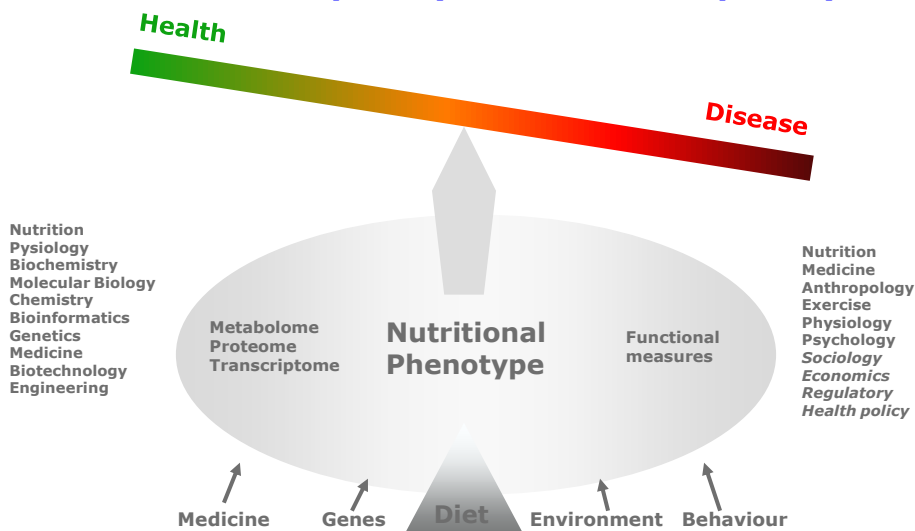 Health
Disease
Nutrition
Pysiology
Biochemistry
Molecular Biology
Chemistry
Bioinformatics
Genetics
Medicine
Biotechnology
Engineering
Metabolome
Proteome
Transcriptome
Nutritional
Phenotype
Functional
measures
Nutrition
Medicine
Anthropology
Exercise
Physiology
Psychology
Sociology
Economics
Regulatory
Health policy
Medicine
Genes
Diet
Environment
Behaviour